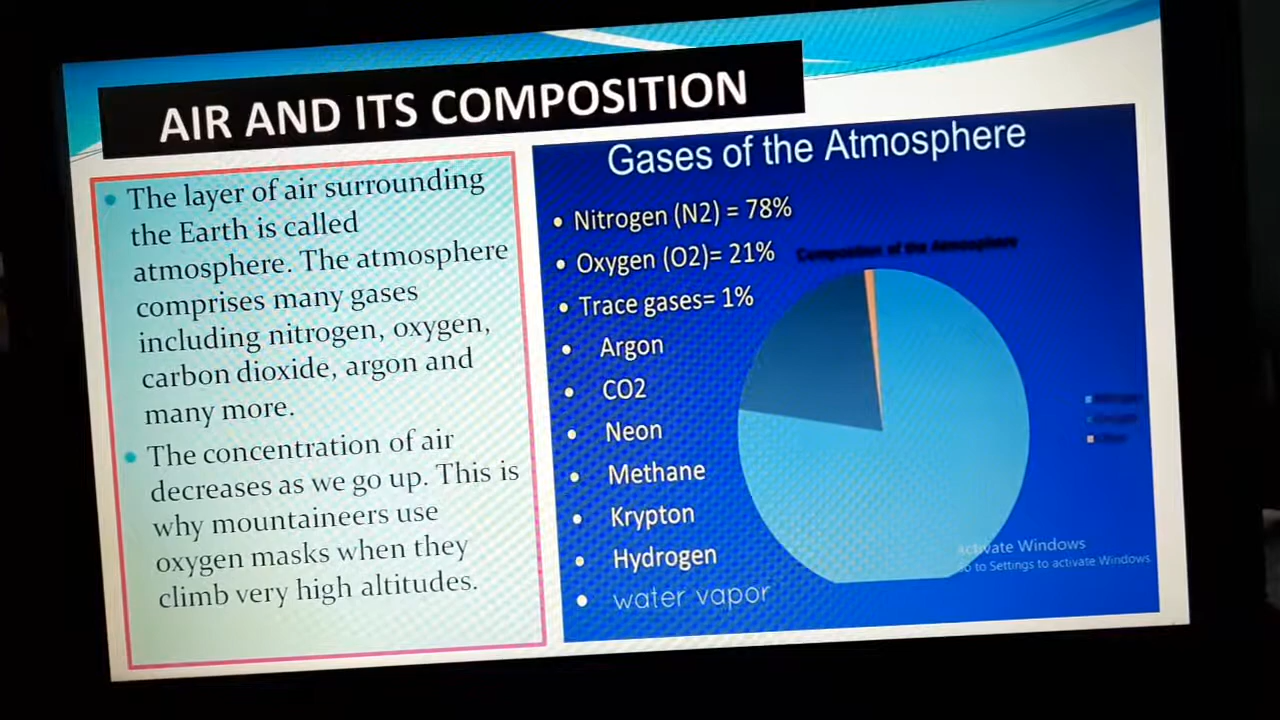 AIR AND ITS COMPOSITION
The layer of air surrounding
the Earth is called
atmosphere. The atmosphere
comprises many gases
including nitrogen, oxygen,
carbon dioxide, argon and
many more.
The concentration of air
decreases as we go up. This is
why mountaineers use
oxygen masks when they
climb very high altitudes.
Gases of the Atmosphere
Nitrogen (N2) = 78%
Oxygen (O2)= 21%
Trace gases= 1%
Argon
CO2
Neon
Methane
Krypton
Hydrogen
water vapor
Composition of the Atmosphere
Activate Windows
Go to Settings to activate Windows